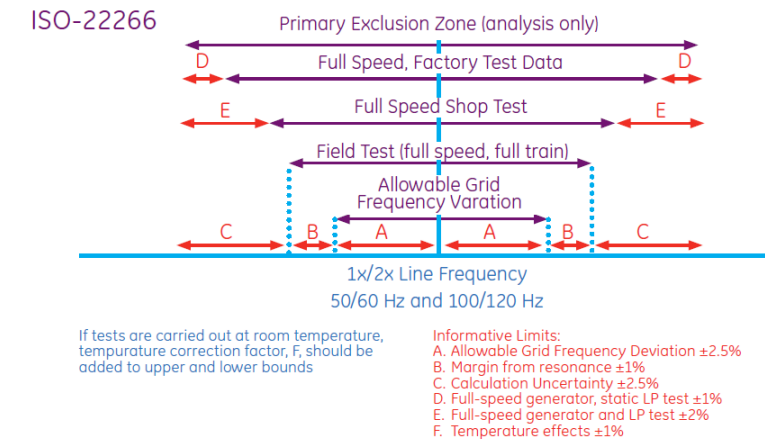 ISO-22266
Primary Exclusion Zone (analysis only)
D
Full Speed, Factory Test Data
D
E
Full Speed Shop Test
E
Field Test (full speed, full train)
Allowable Grid
Frequency Varation
C
B
A
A
B
C
1x/2x Line Frequency
50/60 Hz and 100/120 Hz
If tests are carried out at room temperature,
tempurature correction factor, F, should be
added to upper and lower bounds
Informative Limits:
A. Allowable Grid Frequency Deviation ±2.5%
B. Margin from resonance ±1%
C. Calculation Uncertainty ±2.5%
D. Full-speed generator, static LP test ±1%
E. Full-speed generator and LP test ±2%
F. Temperature effects ±1%